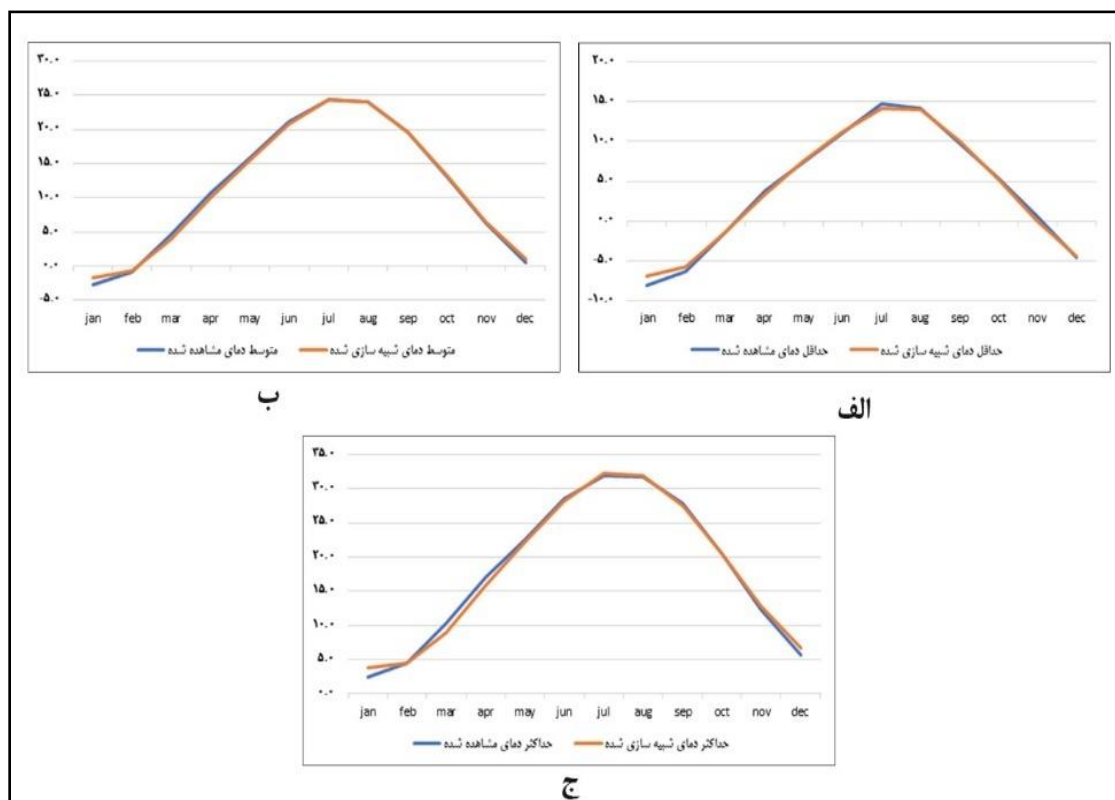 ۲۰.۰
۱۵.۰
۱۰.۰
۵.۰
۰.۰
-۵.۰
-۱۰.۰
jan feb mar apr may jun jul aug sep oct nov dec
حداقل دمای مشاهده شده حداقل دمای شبیه سازی شده
الف
۳۰.۰
۲۵.۰
۲۰.۰
۱۵.۰
۱۰.۰
۵.۰
۰.۰
-۵.۰
jan feb mar apr may jun jul aug sep oct nov dec
متوسط دمای مشاهده شده متوسط دمای شبیه سازی شده
ب
۳۵.۰
۳۰.۰
۲۵.۰
۲۰.۰
۱۵.۰
۱۰.۰
۵.۰
۰.۰
jan feb mar apr may jun jul aug sep oct nov dec
حداکثر دمای مشاهده شده حداکثر دمای شبیه سازی شده
ج